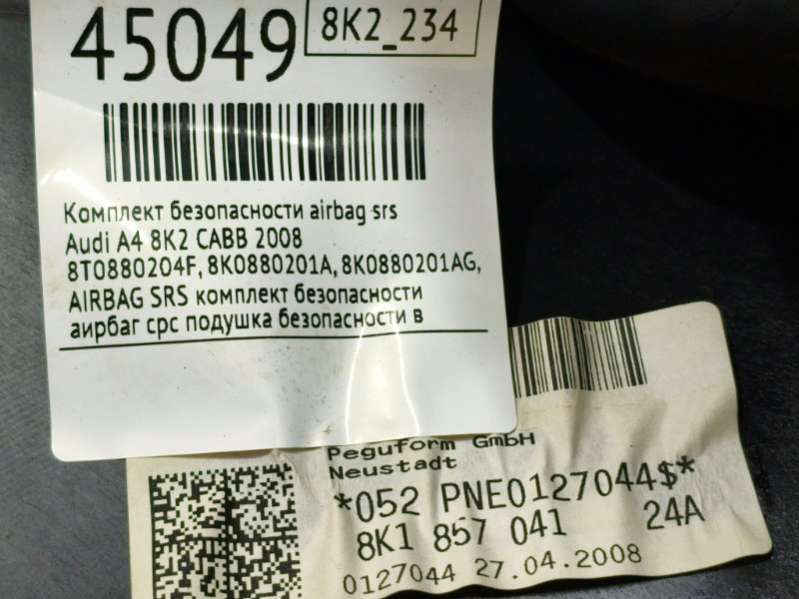 45049
8K2_234
Комплект безопасности airbag srs
Audi A4 8K2 CABB 2008
8T0880204F, 8K0880201A, 8K0880201AG,
AIRBAG SRS комплект безопасности
аирбаг срс подушка безопасности в
Peguform GmbH
Neustadt
*052 PNE0127044$*
8K1 857 041 24A
0127044 27.04.2008